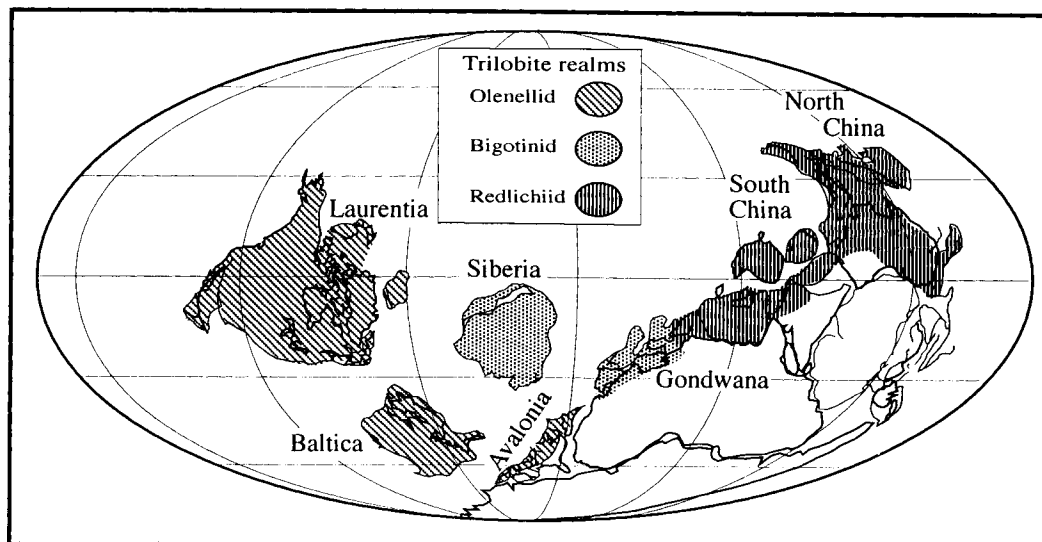 Trilobite realms
Olenellid
Bigotinid
Redlichiid
North
China
South
China
Laurentia
Siberia
Gondwana
Avalonia
Baltica